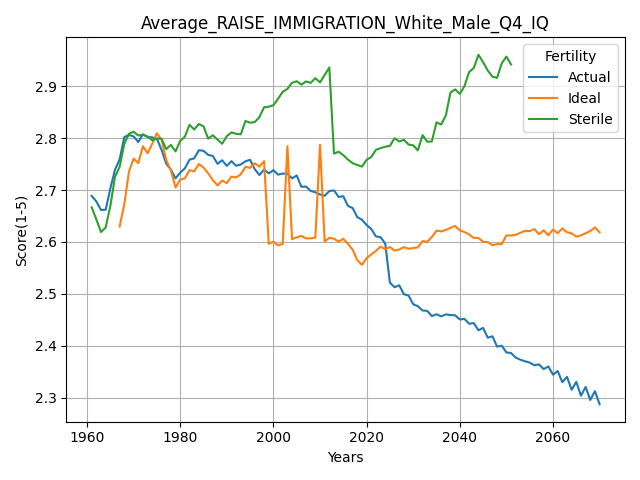 Average_RAISE_IMMIGRATION_White_Male_Q4_IQ
Fertility
Actual
Ideal
Sterile
Score(1-5)
2.9
2.8
2.7
2.6
2.5
2.4
2.3
1960 1980 2000 2020 2040 2060
Years